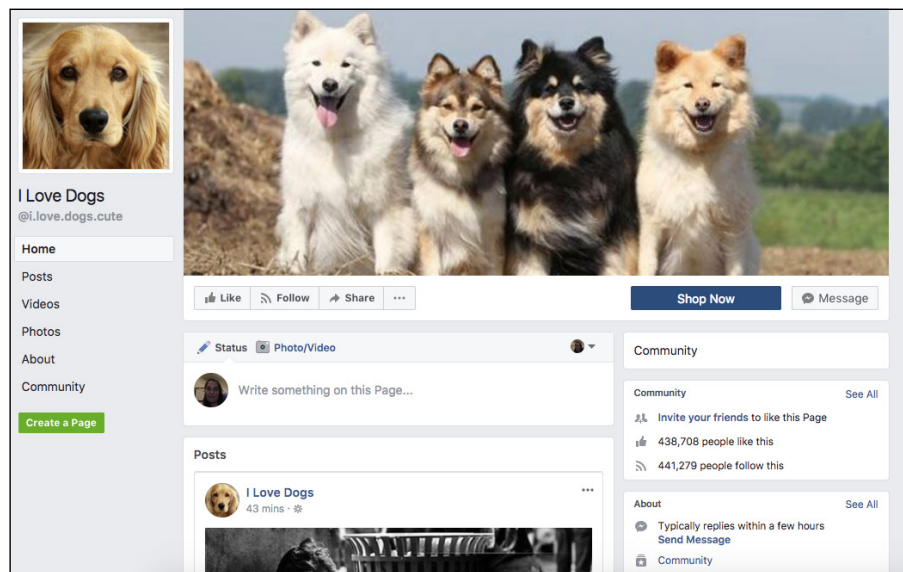 I Love Dogs
@i.love.dogs.cute
Home
Posts
Videos
Photos
About
Community
Create a Page
Like
Follow
Share
Shop Now
Message
Status
Photo/Video
Write something on this Page...
Posts
I Love Dogs
43 mins ·
Community
Community
See All
Invite your friends to like this Page
438,708 people like this
441,279 people follow this
About
See All
Typically replies within a few hours
Send Message
Community